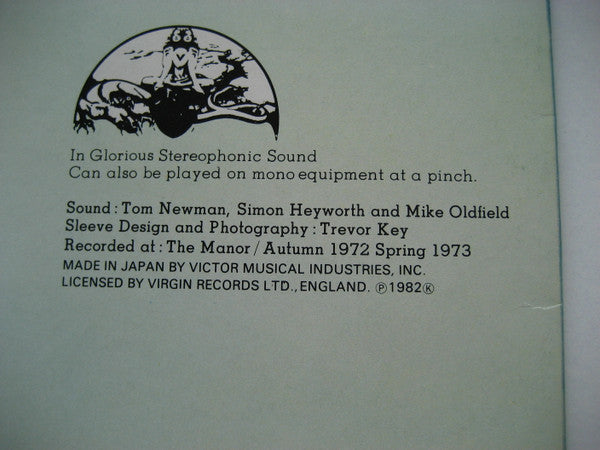 In Glorious Stereophonic Sound
Can also be played on mono equipment at a pinch.
Sound : Tom Newman, Simon Heyworth and Mike Oldfield
Sleeve Design and Photography : Trevor Key
Recorded at : The Manor / Autumn 1972 Spring 1973
MADE IN JAPAN BY VICTOR MUSICAL INDUSTRIES, INC.
LICENSED BY VIRGIN RECORDS LTD., ENGLAND. ℗1982Ⓚ